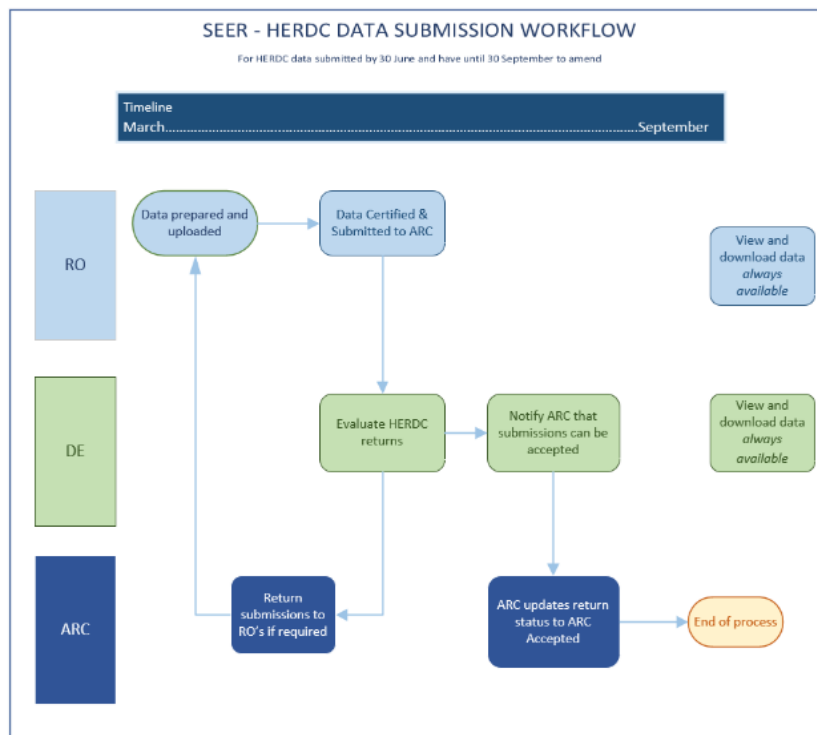 SEER - HERDC DATA SUBMISSION WORKFLOW
For HERDC data submitted by 30 June and have until 30 September to amend
Timeline
March..........................................................................................................................September
RO
Data prepared and
uploaded
Data Certified &
Submitted to ARC
View and
download data
always
available
DE
Evaluate HERDC
returns
Notify ARC that
submissions can be
accepted
View and
download data
always
available
ARC
Return
submissions to
RO's if required
ARC updates return
status to ARC
Accepted
End of process